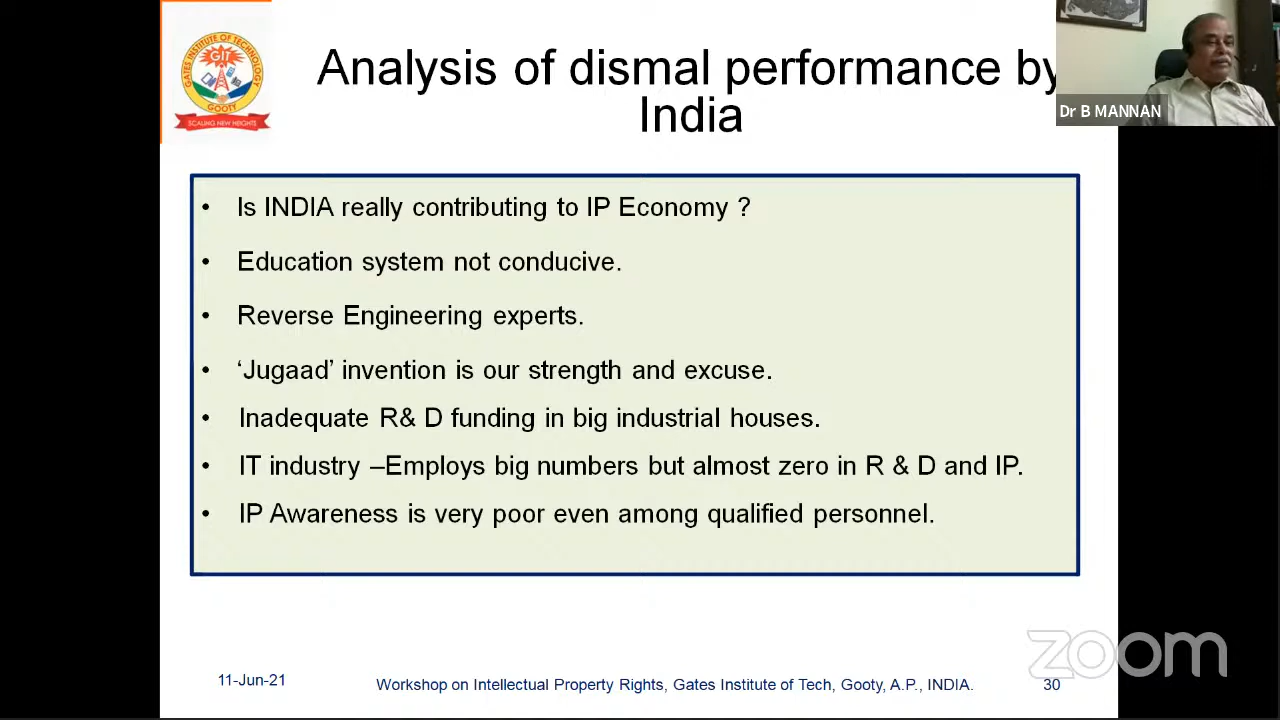 GATES INSTITUTE OF TECHNOLOGY
GIT
GOOTY
SCALING NEW HEIGHTS
Analysis of dismal performance by
India
Dr B MANNAN
• Is INDIA really contributing to IP Economy ?
• Education system not conducive.
• Reverse Engineering experts.
• ‘Jugaad’ invention is our strength and excuse.
• Inadequate R& D funding in big industrial houses.
• IT industry –Employs big numbers but almost zero in R & D and IP.
• IP Awareness is very poor even among qualified personnel.
zoom
11-Jun-21
Workshop on Intellectual Property Rights, Gates Institute of Tech, Gooty, A.P., INDIA.
30